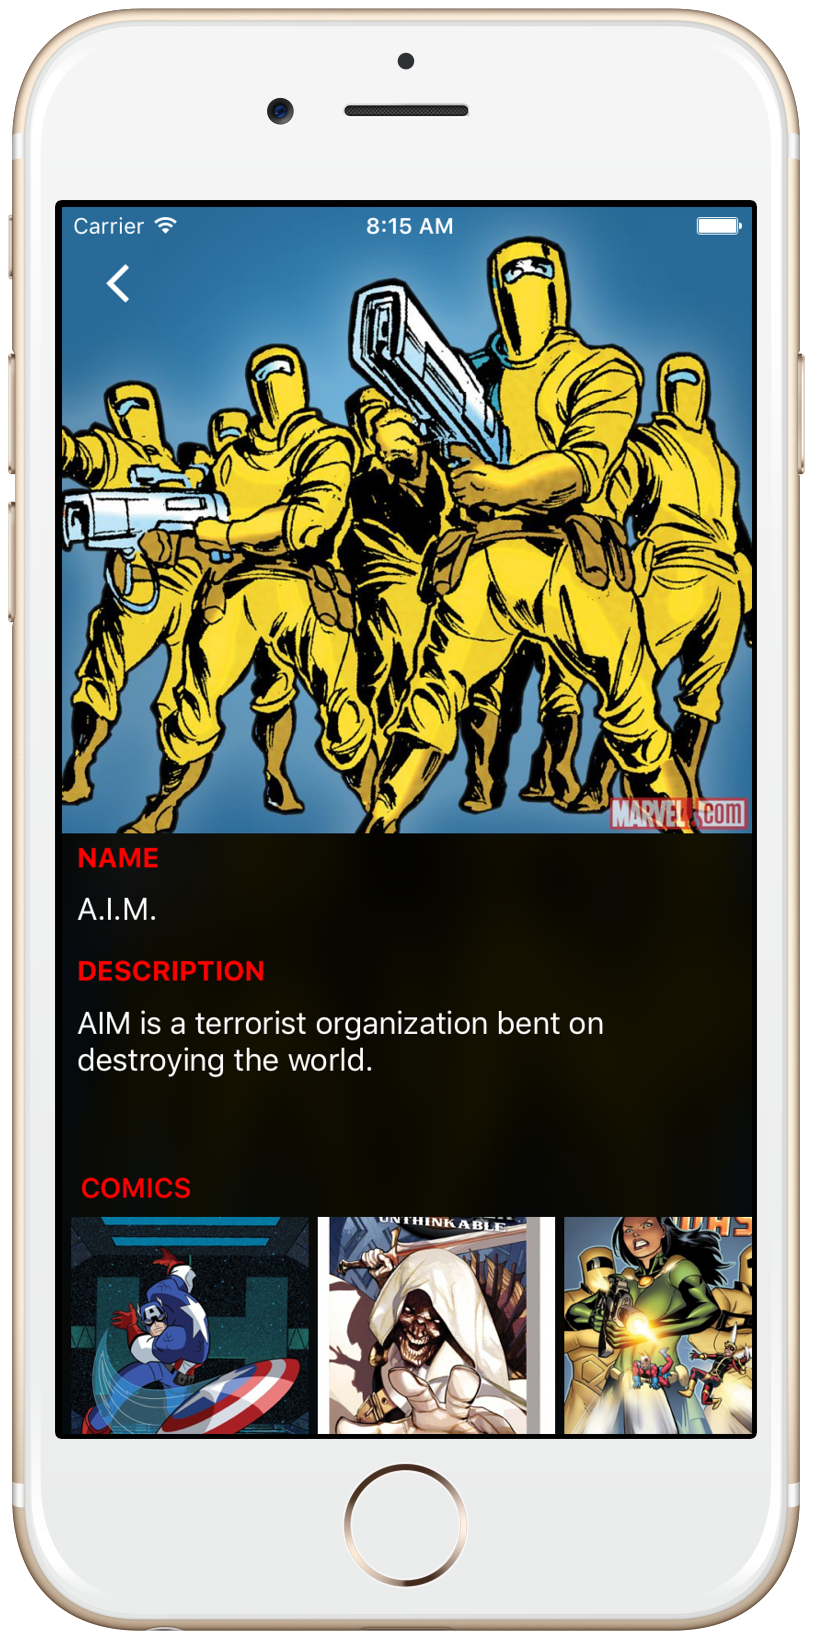 Carrier
8:15 AM
MARVEL.com
NAME
A.I.M.
DESCRIPTION
AIM is a terrorist organization bent on
destroying the world.
COMICS
UNTHINKABLE
A